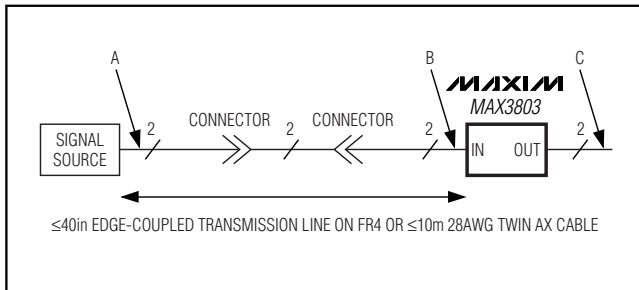 A
B
C
MAXIM
MAX3803
SIGNAL
SOURCE
2
CONNECTOR
2
CONNECTOR
2
IN
OUT
2
≤40in EDGE-COUPLED TRANSMISSION LINE ON FR4 OR ≤10m 28AWG TWIN AX CABLE